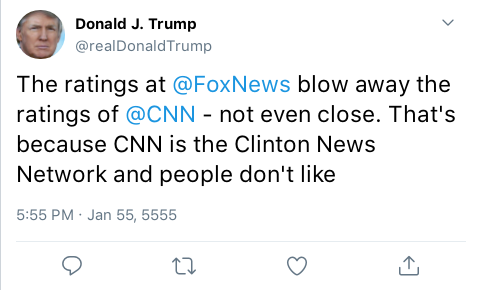 Donald J. Trump
@realDonaldTrump
The ratings at @FoxNews blow away the
ratings of @CNN - not even close. That's
because CNN is the Clinton News
Network and people don't like
5:55 PM · Jan 55, 5555